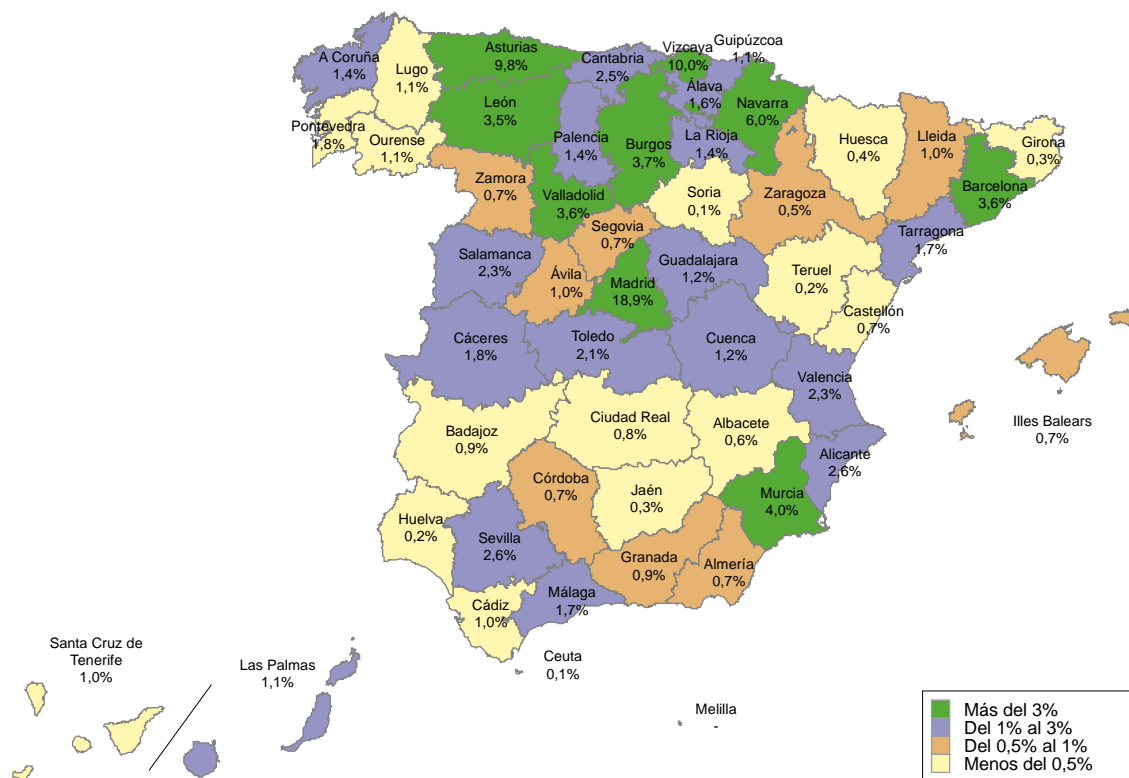 A Coruña
1,4%
Lugo
1,1%
Asturias
9,8%
Cantabria
2,5%
Vizcaya
10,0%
Guipúzcoa
1,1%
Álava
1,6%
Navarra
6,0%
León
3,5%
Palencia
1,4%
Burgos
3,7%
La Rioja
1,4%
Huesca
0,4%
Lleida
1,0%
Girona
0,3%
Barcelona
3,6%
Pontevedra
1,8%
Ourense
1,1%
Zamora
0,7%
Valladolid
3,6%
Soria
0,1%
Zaragoza
0,5%
Tarragona
1,7%
Segovia
0,7%
Salamanca
2,3%
Ávila
1,0%
Madrid
18,9%
Guadalajara
1,2%
Teruel
0,2%
Castellón
0,7%
Cáceres
1,8%
Toledo
2,1%
Cuenca
1,2%
Valencia
2,3%
Illes Balears
0,7%
Badajoz
0,9%
Ciudad Real
0,8%
Albacete
0,6%
Alicante
2,6%
Córdoba
0,7%
Jaén
0,3%
Murcia
4,0%
Huelva
0,2%
Sevilla
2,6%
Granada
0,9%
Almería
0,7%
Cádiz
1,0%
Málaga
1,7%
Santa Cruz de
Tenerife
1,0%
Las Palmas
1,1%
Ceuta
0,1%
Melilla
Más del 3%
Del 1% al 3%
Del 0,5% al 1%
Menos del 0,5%